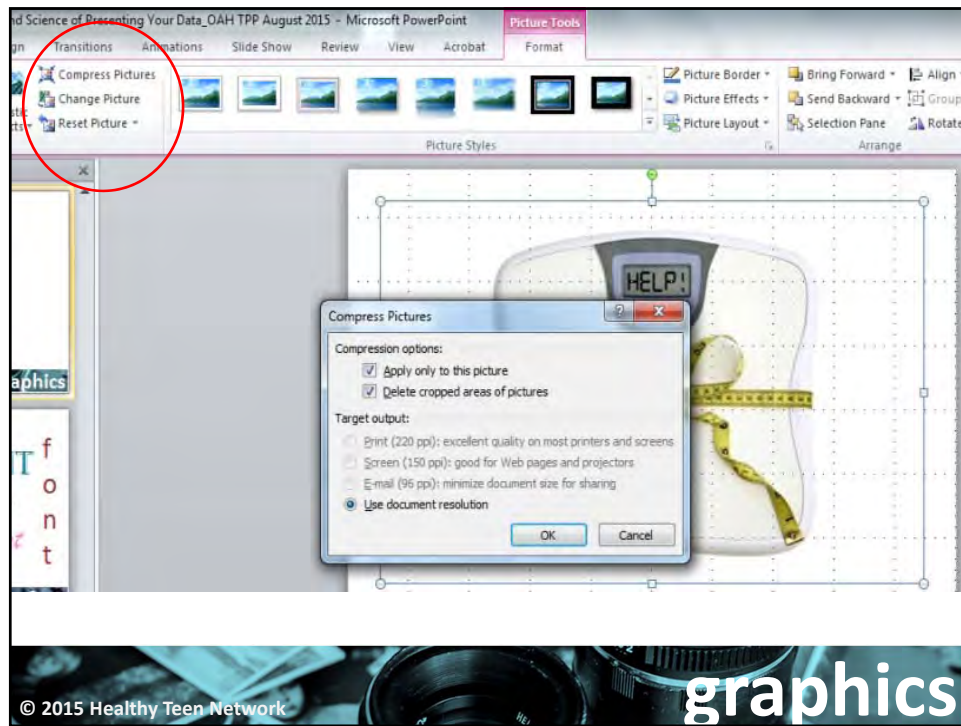 nd Science of Presenting Your Data_OAH TPP August 2015 - Microsoft PowerPoint
Picture Tools
gn Transitions Animations Slide Show Review View Acrobat Format
Compress Pictures
Change Picture
Reset Picture
Picture Border
Picture Effects
Picture Layout
Bring Forward
Send Backward
Selection Pane
Align
Group
Rotate
Picture Styles
Arrange
aphics
T
f
o
n
t
HELP!
Compress Pictures
Compression options:
Apply only to this picture
Delete cropped areas of pictures
Target output:
Print (220 ppi): excellent quality on most printers and screens
Screen (150 ppi): good for Web pages and projectors
E-mail (96 ppi): minimize document size for sharing
Use document resolution
OK Cancel
© 2015 Healthy Teen Network
graphics